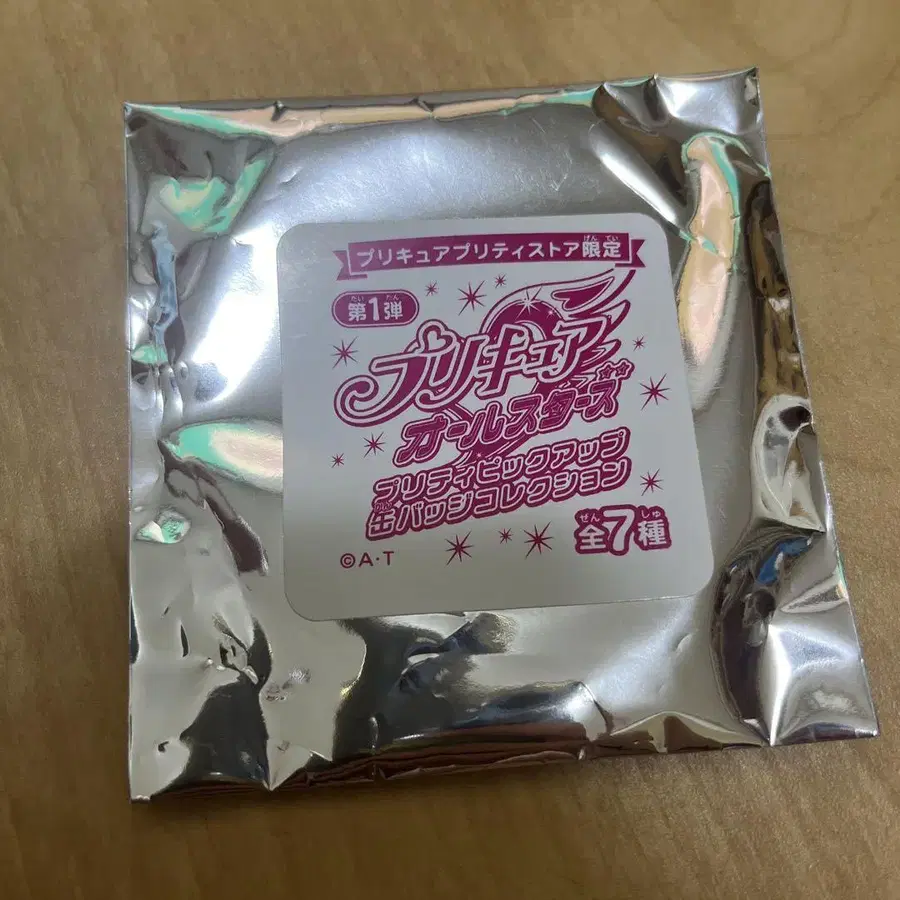 プリキュアプリティストア限定
第1弾
プリキュア
オールスターズ
プリティピックアップ
缶バッジコレクション
全7種
©A·T